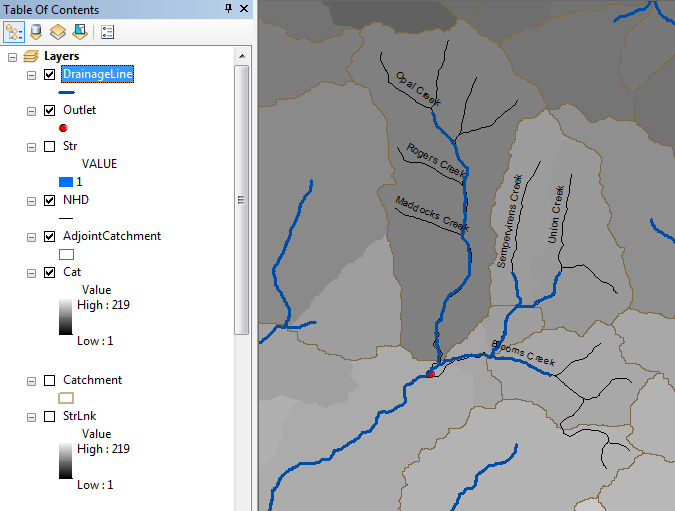 Table Of Contents
Layers
DrainageLine
Outlet
Str
VALUE
1
NHD
AdjointCatchment
Cat
Value
High : 219
Low : 1
Catchment
StrLnk
Value
High : 219
Low : 1
Opal Creek
Rogers Creek
Maddocks Creek
Sempervirens Creek
Union Creek
Blooms Creek